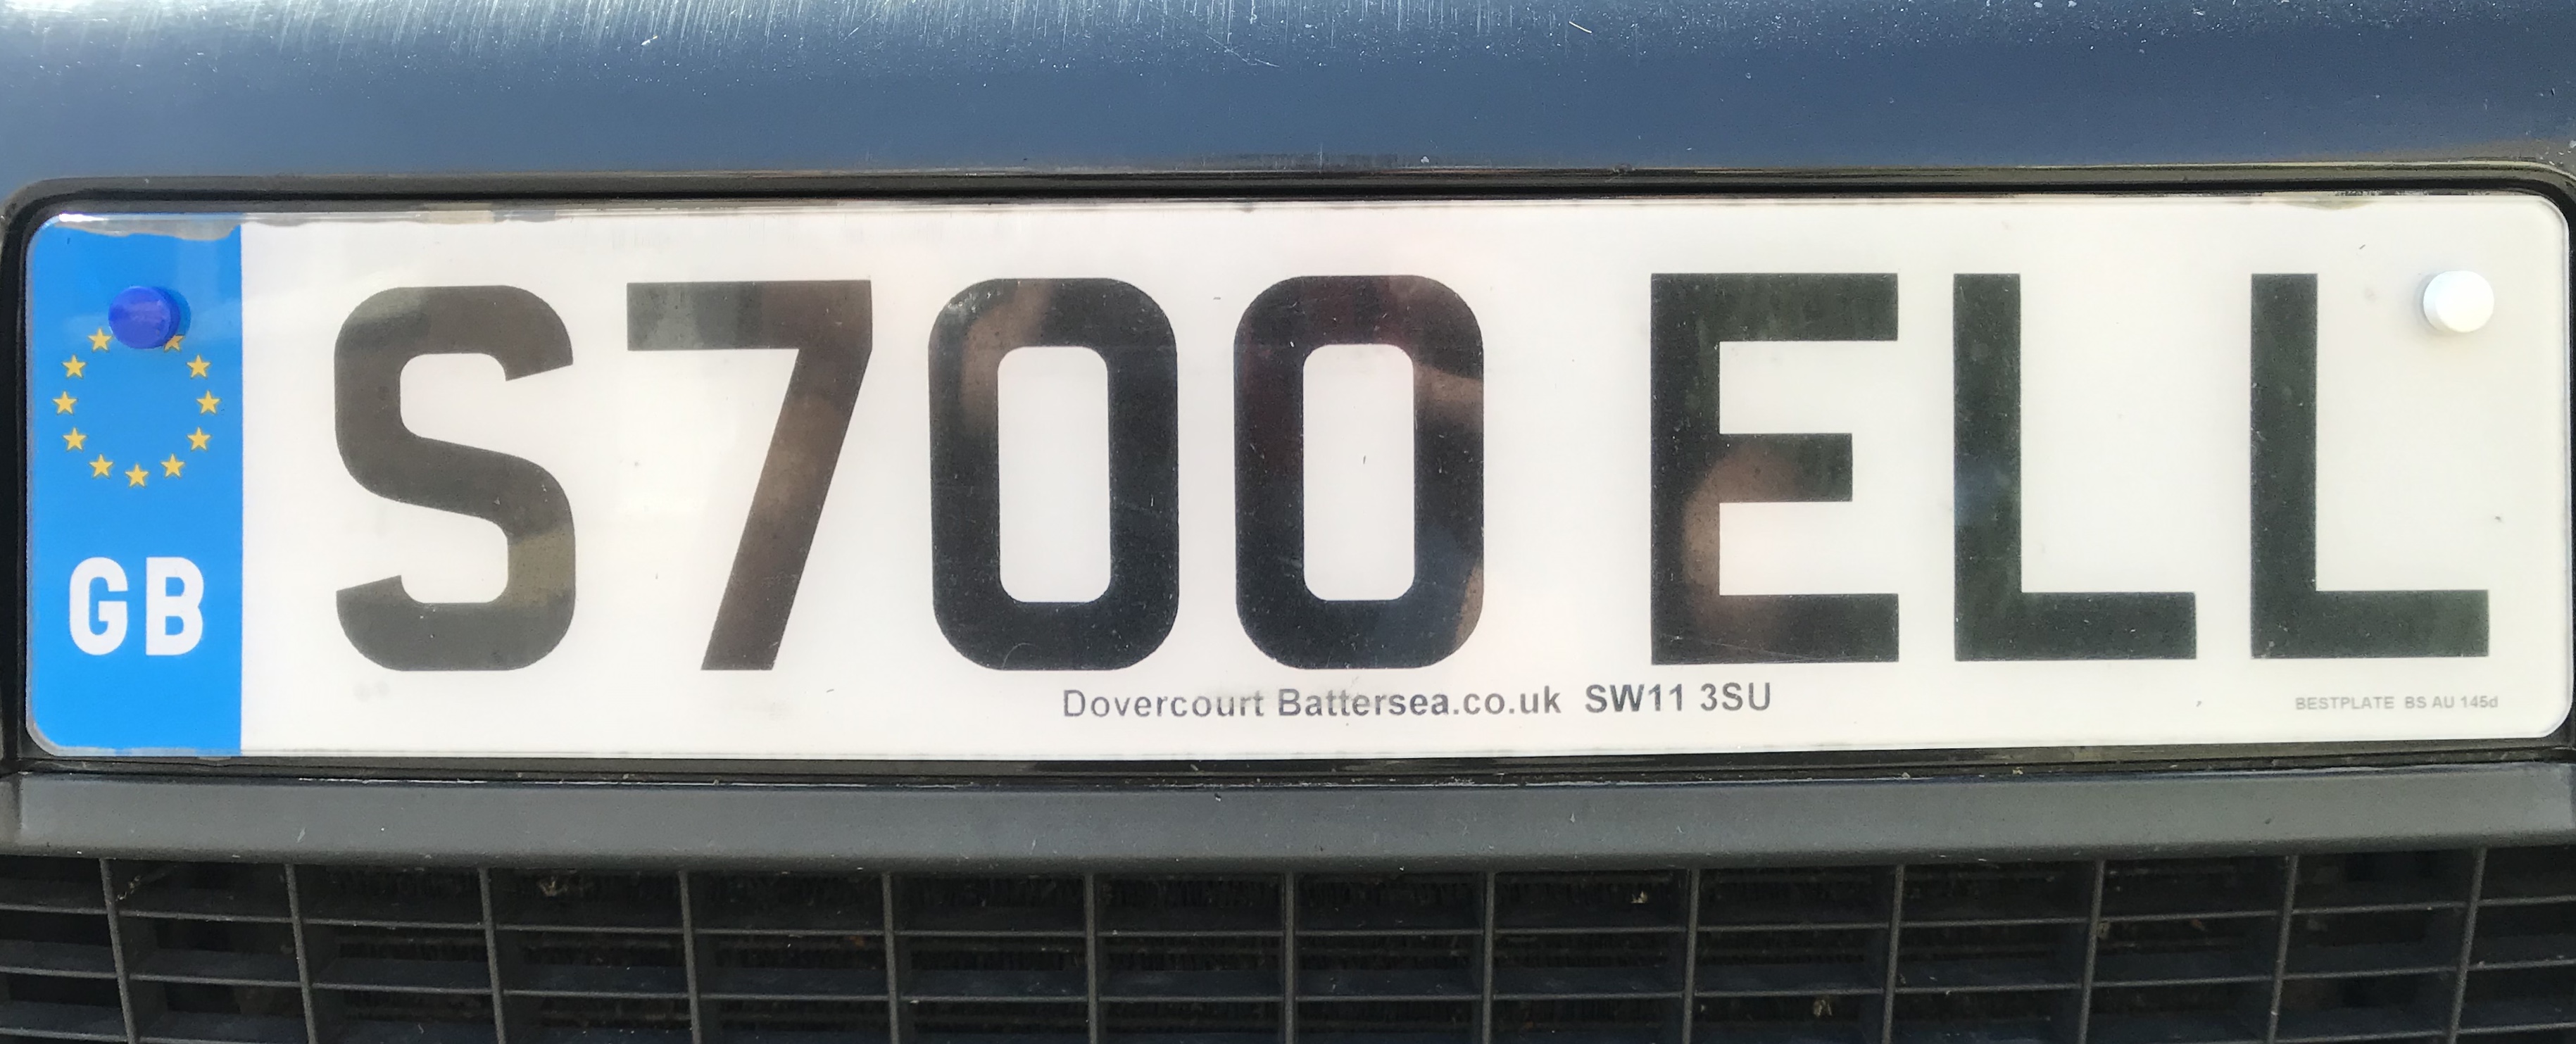 S700 ELL
GB
Dovercourt Battersea.co.uk SW11 3SU
BESTPLATE BS AU 145d